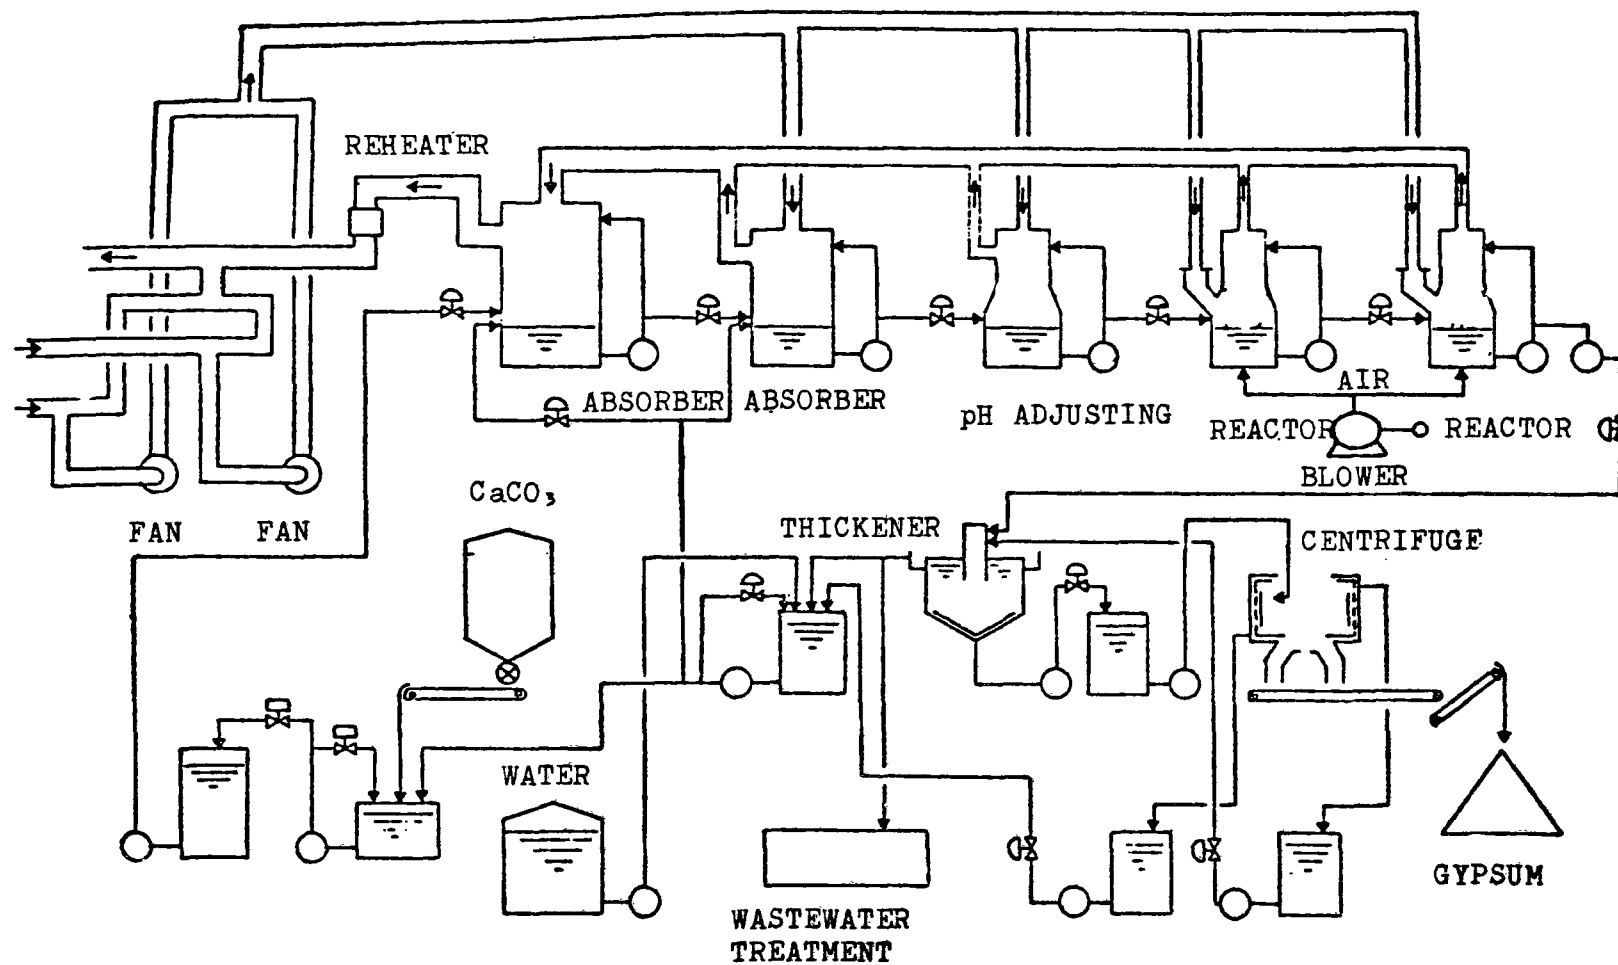 REHEATER
ABSORBER ABSORBER
pH ADJUSTING
AIR
REACTOR
REACTOR
BLOWER
CaCO₃
FAN
FAN
THICKENER
CENTRIFUGE
WATER
WASTEWATER
TREATMENT
GYPSUM